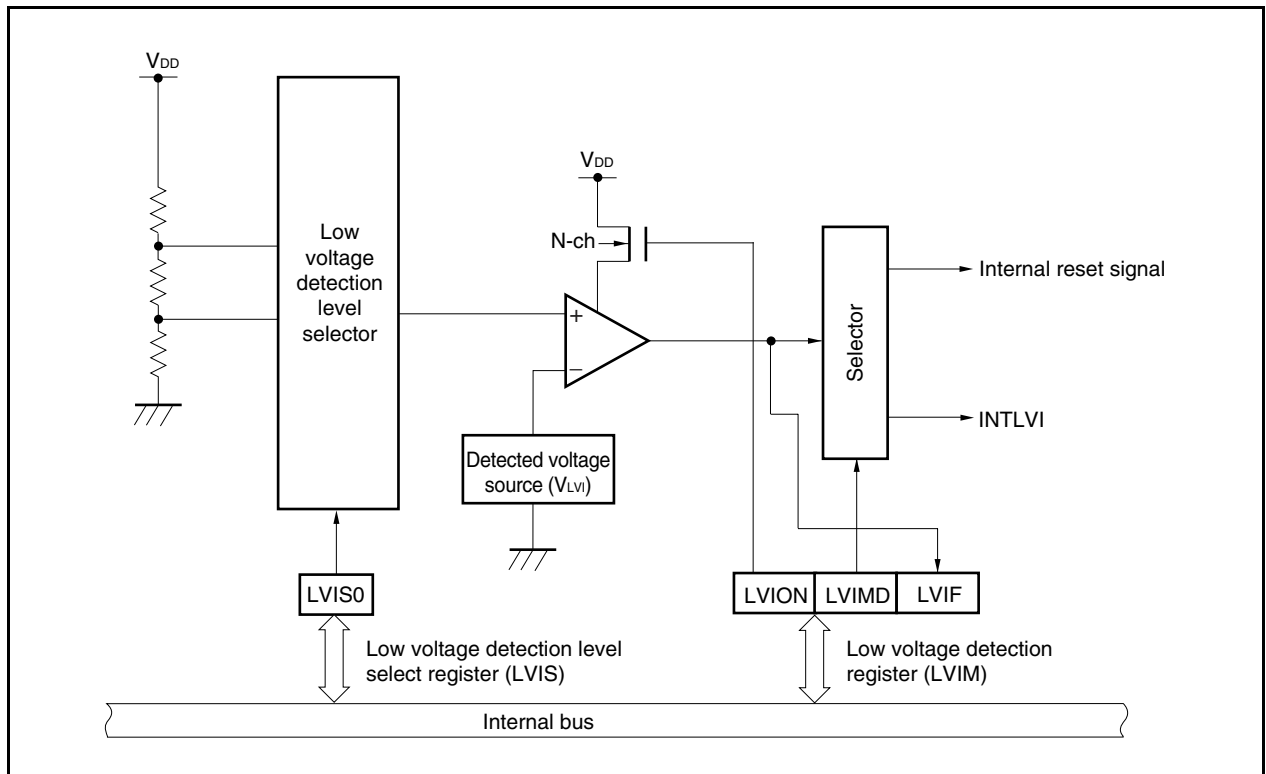 VDD
Low
voltage
detection
level
selector
VDD
N-ch
+
−
Detected voltage
source (VLVI)
Selector
Internal reset signal
INTLVI
LVIS0
LVION
LVIMD
LVIF
Low voltage detection level
select register (LVIS)
Low voltage detection
register (LVIM)
Internal bus